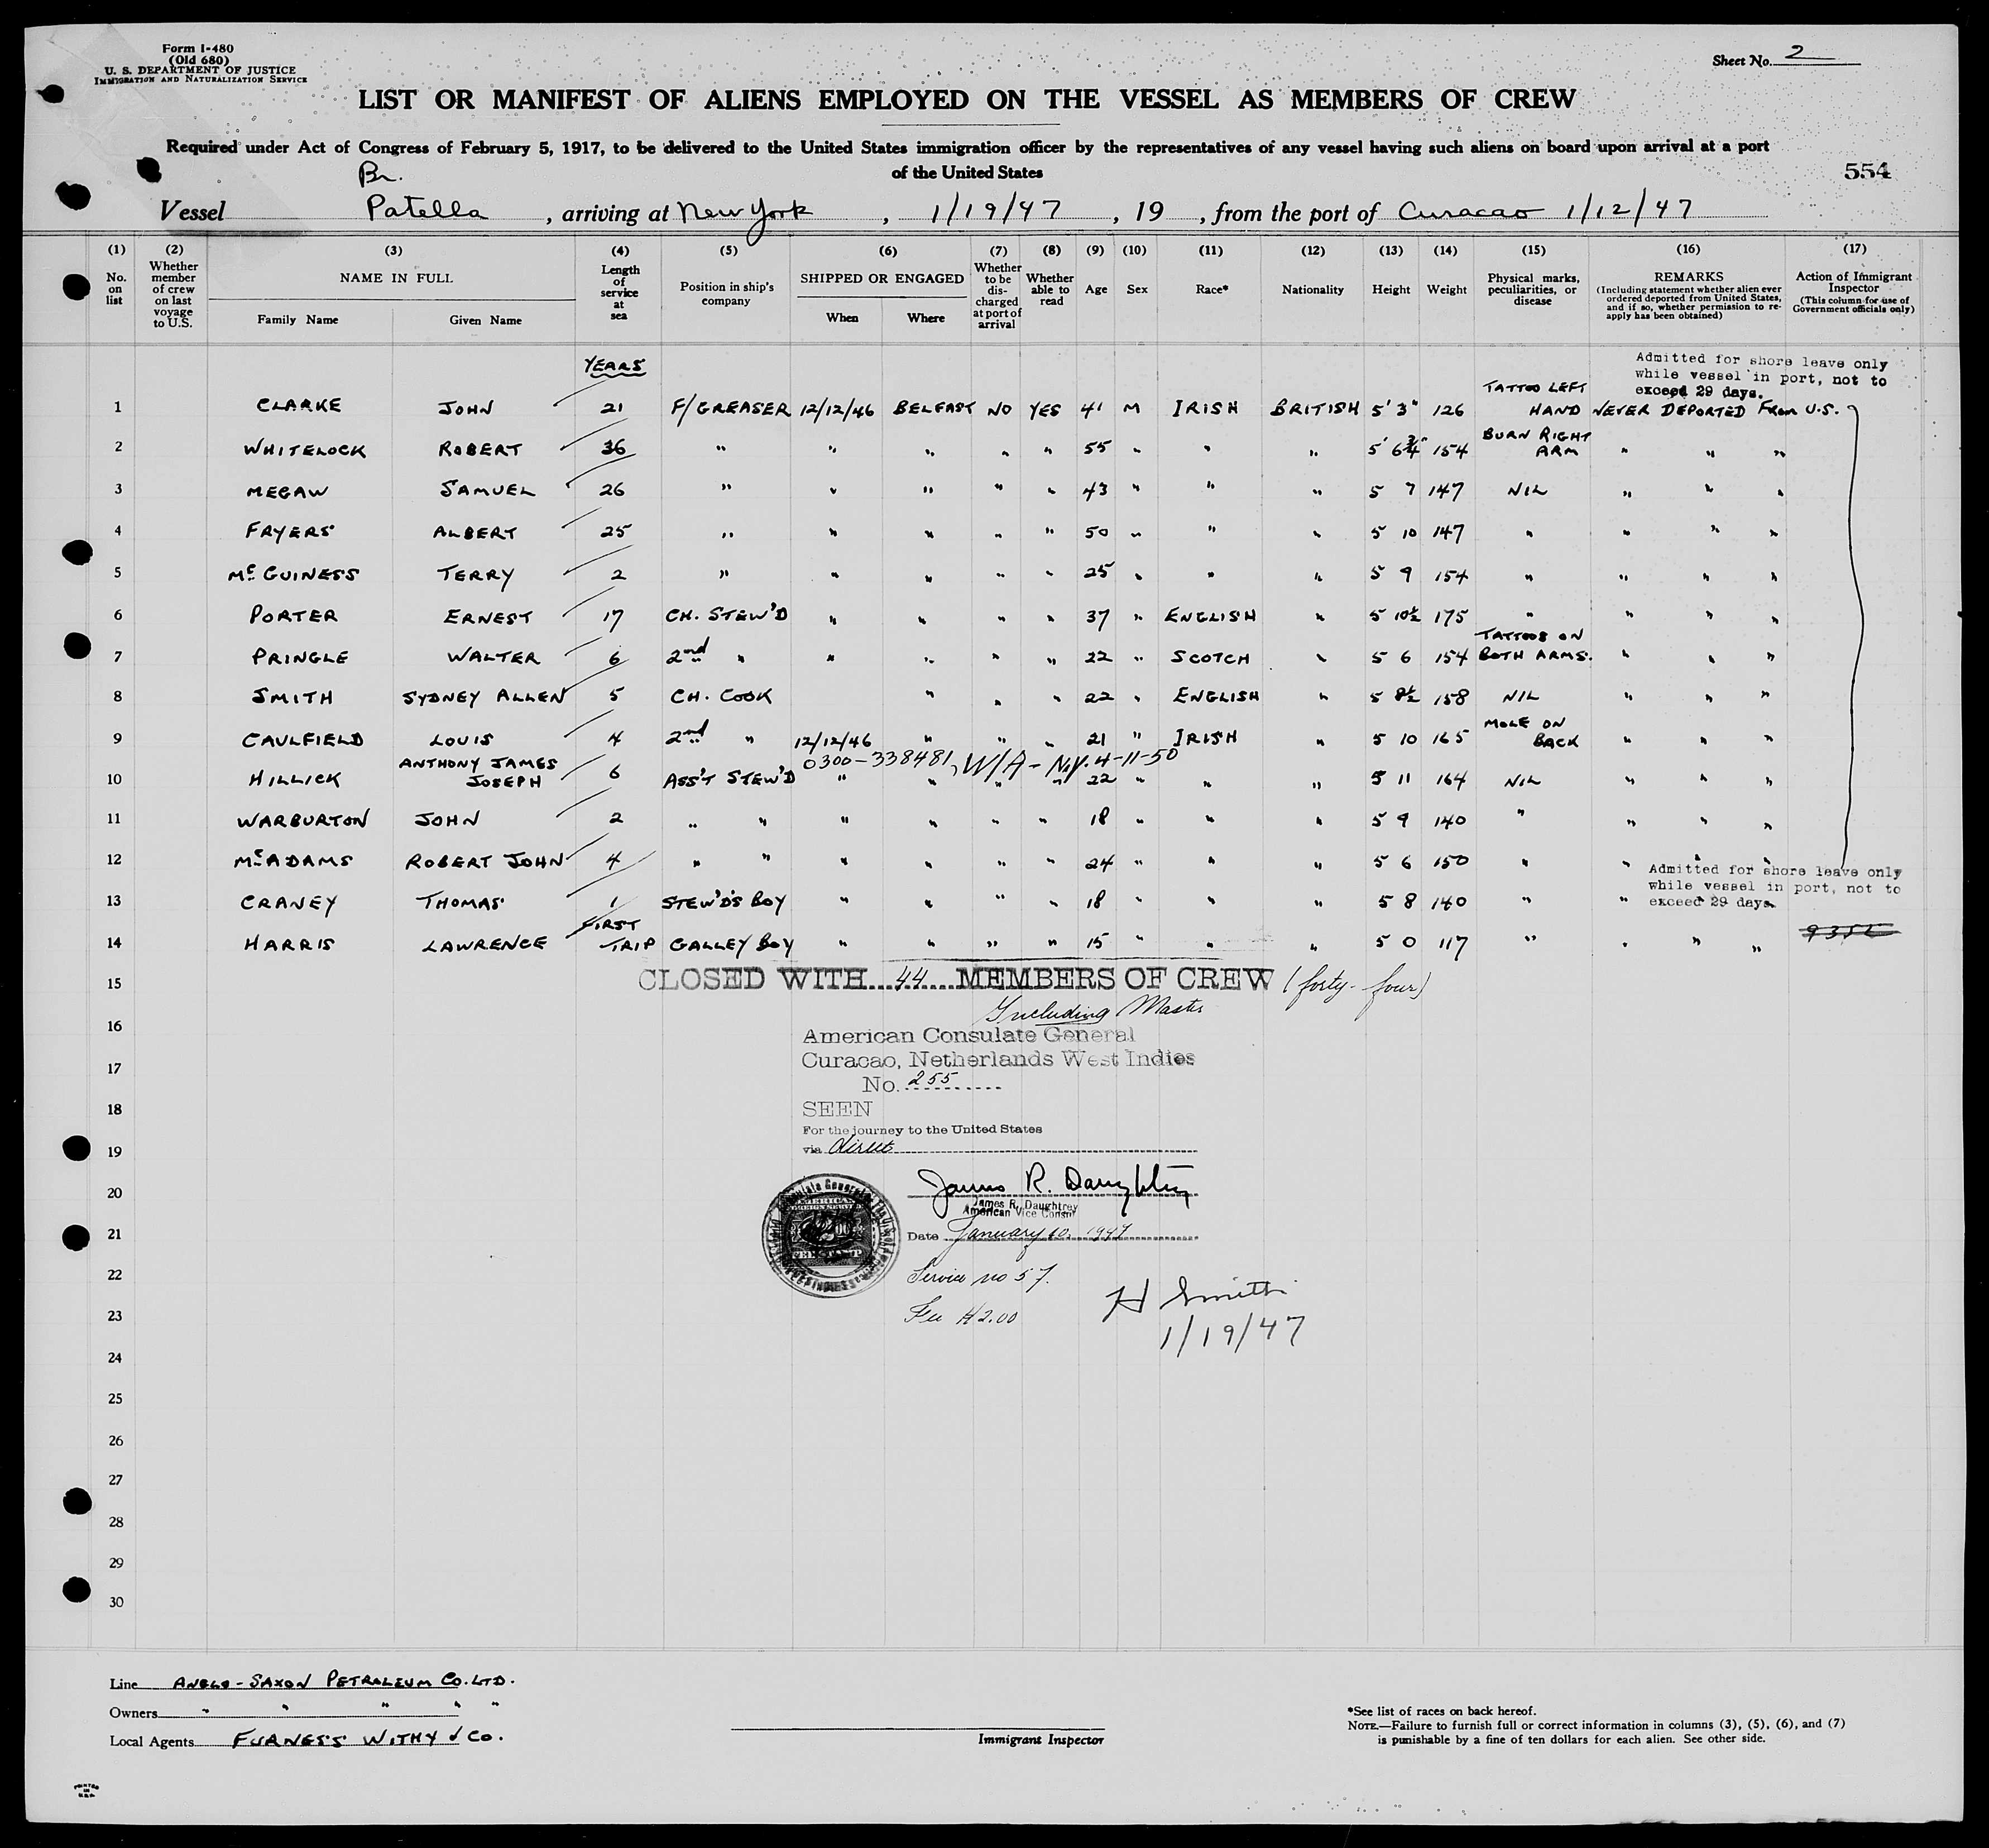 Form I-480
(Old 680)
U. S. DEPARTMENT OF JUSTICE
IMMIGRATION AND NATURALIZATION SERVICE
Sheet No. 2
LIST OR MANIFEST OF ALIENS EMPLOYED ON THE VESSEL AS MEMBERS OF CREW
Required under Act of Congress of February 5, 1917, to be delivered to the United States immigration officer by the representatives of any vessel having such aliens on board upon arrival at a port
of the United States
554
Br.
Vessel Patella , arriving at New York , 1/19/47 , 19 , from the port of Curacao 1/12/47
(1) (2) (3) (4) (5) (6) (7) (8) (9) (10) (11) (12) (13) (14) (15) (16) (17)
No. on list
Whether member of crew on last voyage to U.S.
NAME IN FULL
Family Name Given Name
Length of service at sea
Position in ship's company
SHIPPED OR ENGAGED
When Where
Whether to be discharged at port of arrival
Whether able to read
Age
Sex
Race*
Nationality
Height
Weight
Physical marks, peculiarities, or disease
REMARKS
(Including statement whether alien ever ordered deported from United States, and if so, whether permission to re-apply has been obtained)
Action of Immigrant Inspector
(This column for use of Government officials only)
YEARS
Admitted for shore leave only
while vessel in port, not to
exceed 29 days.
1 CLARKE JOHN 21 F/GREASER 12/12/46 BELFAST NO YES 41 M IRISH BRITISH 5' 3" 126 TATTOO LEFT HAND NEVER DEPORTED From U.S.
2 WHITELOCK ROBERT 36 " " " " " 55 " " " 5' 6¾" 154 BURN RIGHT ARM " " "
3 MEGAW SAMUEL 26 " " " " " 43 " " " 5 7 147 NIL " " "
4 FRYERS ALBERT 25 " " " " " 50 " " " 5 10 147 " " " "
5 McGUINESS TERRY 2 " " " " " 25 " " " 5 9 154 " " " "
6 PORTER ERNEST 17 CH. STEW'D " " " " 37 " ENGLISH " 5 10½ 175 " " " "
7 PRINGLE WALTER 6 2nd " " " " " 22 " SCOTCH " 5 6 154 TATTOOS ON BOTH ARMS. " " "
8 SMITH SYDNEY ALLEN 5 CH. COOK " " " 22 " ENGLISH " 5 8½ 158 NIL " " "
9 CAULFIELD LOUIS 4 2nd " 12/12/46 " " " 21 " IRISH " 5 10 165 MOLE ON BACK " " "
0300-338481, W/A - N.Y. 4-11-50
10 HILLICK ANTHONY JAMES JOSEPH 6 ASS'T STEW'D " " " " 22 " " " 5 11 164 NIL " " "
11 WARBURTON JOHN 2 " " " " " " 18 " " " 5 9 140 " " " "
12 McADAMS ROBERT JOHN 4 " " " " " " 24 " " " 5 6 150 " " " "
Admitted for shore leave only
while vessel in port, not to
exceed 29 days.
13 CRANEY THOMAS 1 STEW'D'S BOY " " " " 18 " " " 5 8 140 " "
14 HARRIS LAWRENCE FIRST TRIP GALLEY BOY " " " " 15 " " " 5 0 117 " " " " 9352
15 CLOSED WITH 44 MEMBERS OF CREW (forty-four)
Including Master
16
American Consulate General
Curacao, Netherlands West Indies
17
No. 255
18
SEEN
For the journey to the United States
19
via direct
20
James R. Daughtrey
James R. Daughtrey
American Vice Consul
21
Date January 10, 1947
22
Service no 57.
H Smith
23
Fee $2.00
1/19/47
24
25
26
27
28
29
30
Line ANGLO-SAXON PETROLEUM CO. LTD.
Owners " " " " "
Local Agents FURNESS WITHY & CO.
Immigrant Inspector
*See list of races on back hereof.
NOTE.—Failure to furnish full or correct information in columns (3), (5), (6), and (7)
is punishable by a fine of ten dollars for each alien. See other side.
PRINTED
IN
U.S.A.